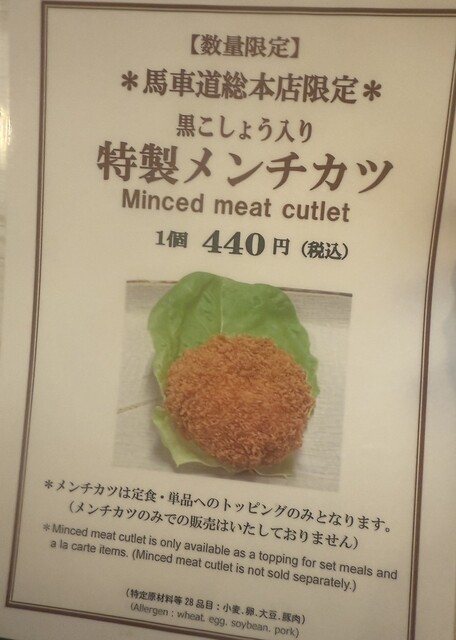 【数量限定】
＊馬車道総本店限定＊
黒こしょう入り
特製メンチカツ
Minced meat cutlet
1個 440円（税込）
＊メンチカツは定食・単品へのトッピングのみとなります。
（メンチカツのみでの販売はいたしておりません）
＊Minced meat cutlet is only available as a topping for set meals and
a la carte items. (Minced meat cutlet is not sold separately.)
（特定原材料等28品目：小麦、卵、大豆、豚肉）
(Allergen : wheat, egg, soybean, pork)